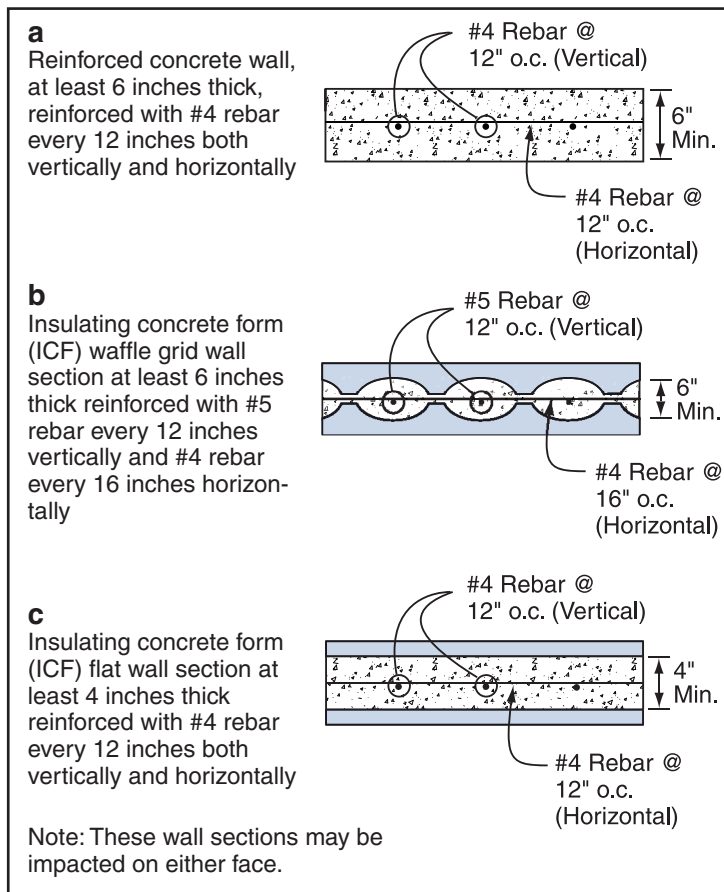 a
Reinforced concrete wall,
at least 6 inches thick,
reinforced with #4 rebar
every 12 inches both
vertically and horizontally
#4 Rebar @
12" o.c. (Vertical)
6"
Min.
#4 Rebar @
12" o.c.
(Horizontal)
b
Insulating concrete form
(ICF) waffle grid wall
section at least 6 inches
thick reinforced with #5
rebar every 12 inches
vertically and #4 rebar
every 16 inches horizon-
tally
#5 Rebar @
12" o.c. (Vertical)
6"
Min.
#4 Rebar @
16" o.c.
(Horizontal)
c
Insulating concrete form
(ICF) flat wall section at
least 4 inches thick
reinforced with #4 rebar
every 12 inches both
vertically and horizontally
#4 Rebar @
12" o.c. (Vertical)
4"
Min.
#4 Rebar @
12" o.c.
(Horizontal)
Note: These wall sections may be
impacted on either face.